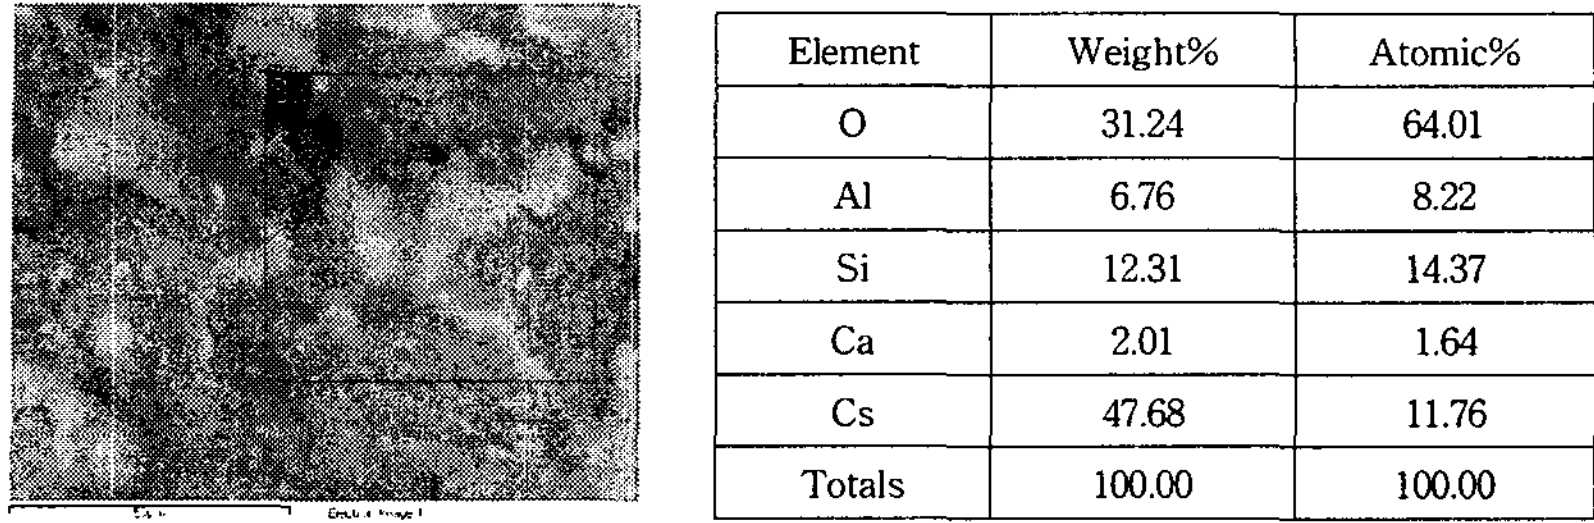 Element Weight% Atomic%
O 31.24 64.01
Al 6.76 8.22
Si 12.31 14.37
Ca 2.01 1.64
Cs 47.68 11.76
Totals 100.00 100.00